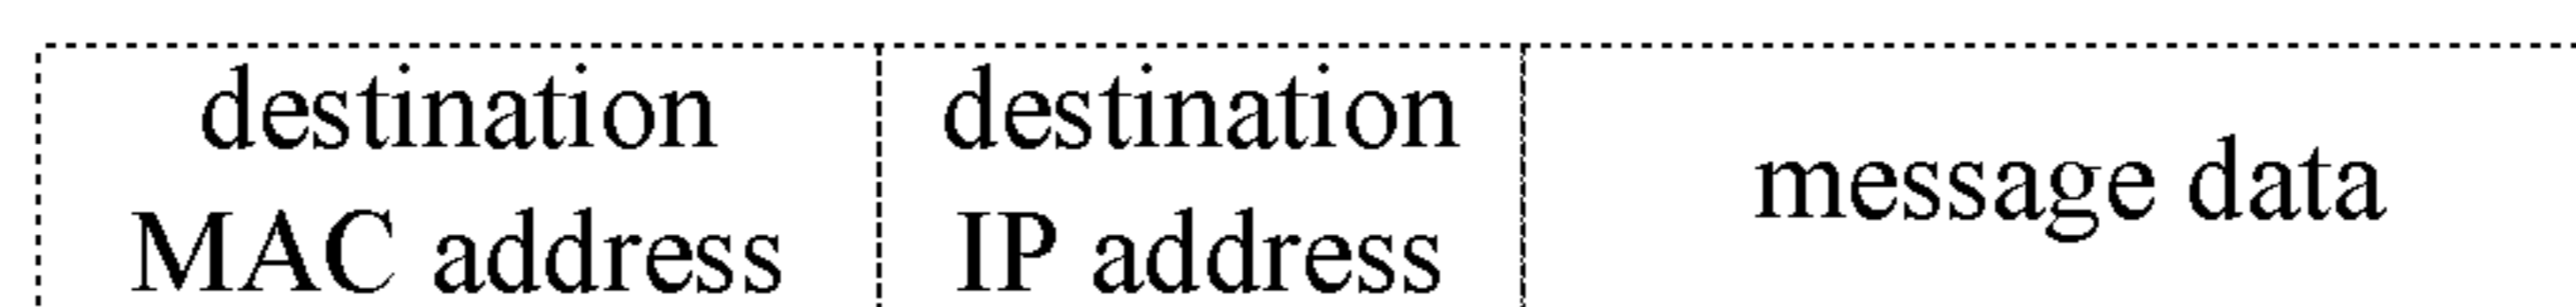 destination
MAC address
destination
IP address
message data